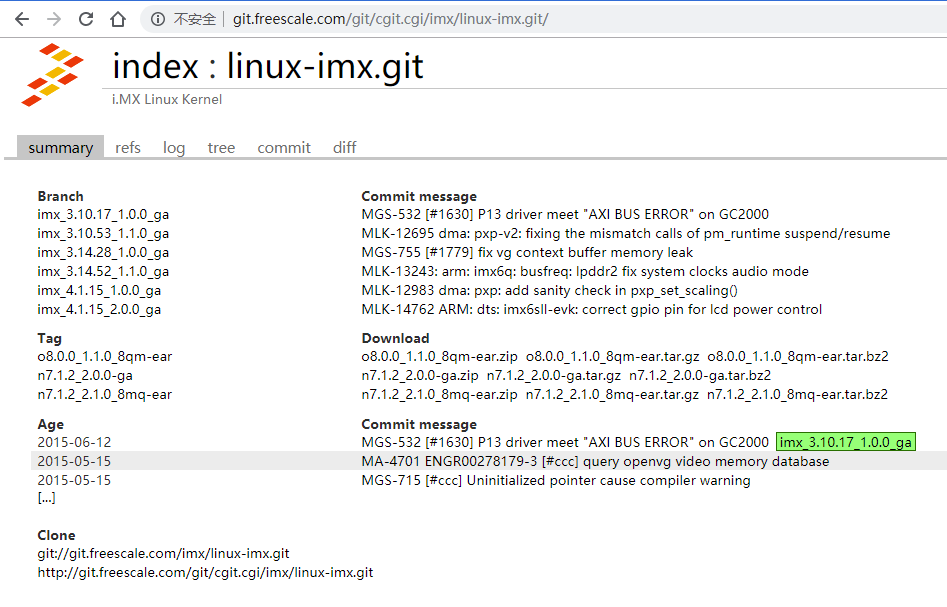 不安全 | git.freescale.com/git/cgit.cgi/imx/linux-imx.git/
index : linux-imx.git
i.MX Linux Kernel
summary refs log tree commit diff
Branch Commit message
imx_3.10.17_1.0.0_ga MGS-532 [#1630] P13 driver meet "AXI BUS ERROR" on GC2000
imx_3.10.53_1.1.0_ga MLK-12695 dma: pxp-v2: fixing the mismatch calls of pm_runtime suspend/resume
imx_3.14.28_1.0.0_ga MGS-755 [#1779] fix vg context buffer memory leak
imx_3.14.52_1.1.0_ga MLK-13243: arm: imx6q: busfreq: lpddr2 fix system clocks audio mode
imx_4.1.15_1.0.0_ga MLK-12983 dma: pxp: add sanity check in pxp_set_scaling()
imx_4.1.15_2.0.0_ga MLK-14762 ARM: dts: imx6sll-evk: correct gpio pin for lcd power control
Tag Download
o8.0.0_1.1.0_8qm-ear o8.0.0_1.1.0_8qm-ear.zip o8.0.0_1.1.0_8qm-ear.tar.gz o8.0.0_1.1.0_8qm-ear.tar.bz2
n7.1.2_2.0.0-ga n7.1.2_2.0.0-ga.zip n7.1.2_2.0.0-ga.tar.gz n7.1.2_2.0.0-ga.tar.bz2
n7.1.2_2.1.0_8mq-ear n7.1.2_2.1.0_8mq-ear.zip n7.1.2_2.1.0_8mq-ear.tar.gz n7.1.2_2.1.0_8mq-ear.tar.bz2
Age Commit message
2015-06-12 MGS-532 [#1630] P13 driver meet "AXI BUS ERROR" on GC2000 imx_3.10.17_1.0.0_ga
2015-05-15 MA-4701 ENGR00278179-3 [#ccc] query openvg video memory database
2015-05-15 MGS-715 [#ccc] Uninitialized pointer cause compiler warning
[...]
Clone
git://git.freescale.com/imx/linux-imx.git
http://git.freescale.com/git/cgit.cgi/imx/linux-imx.git